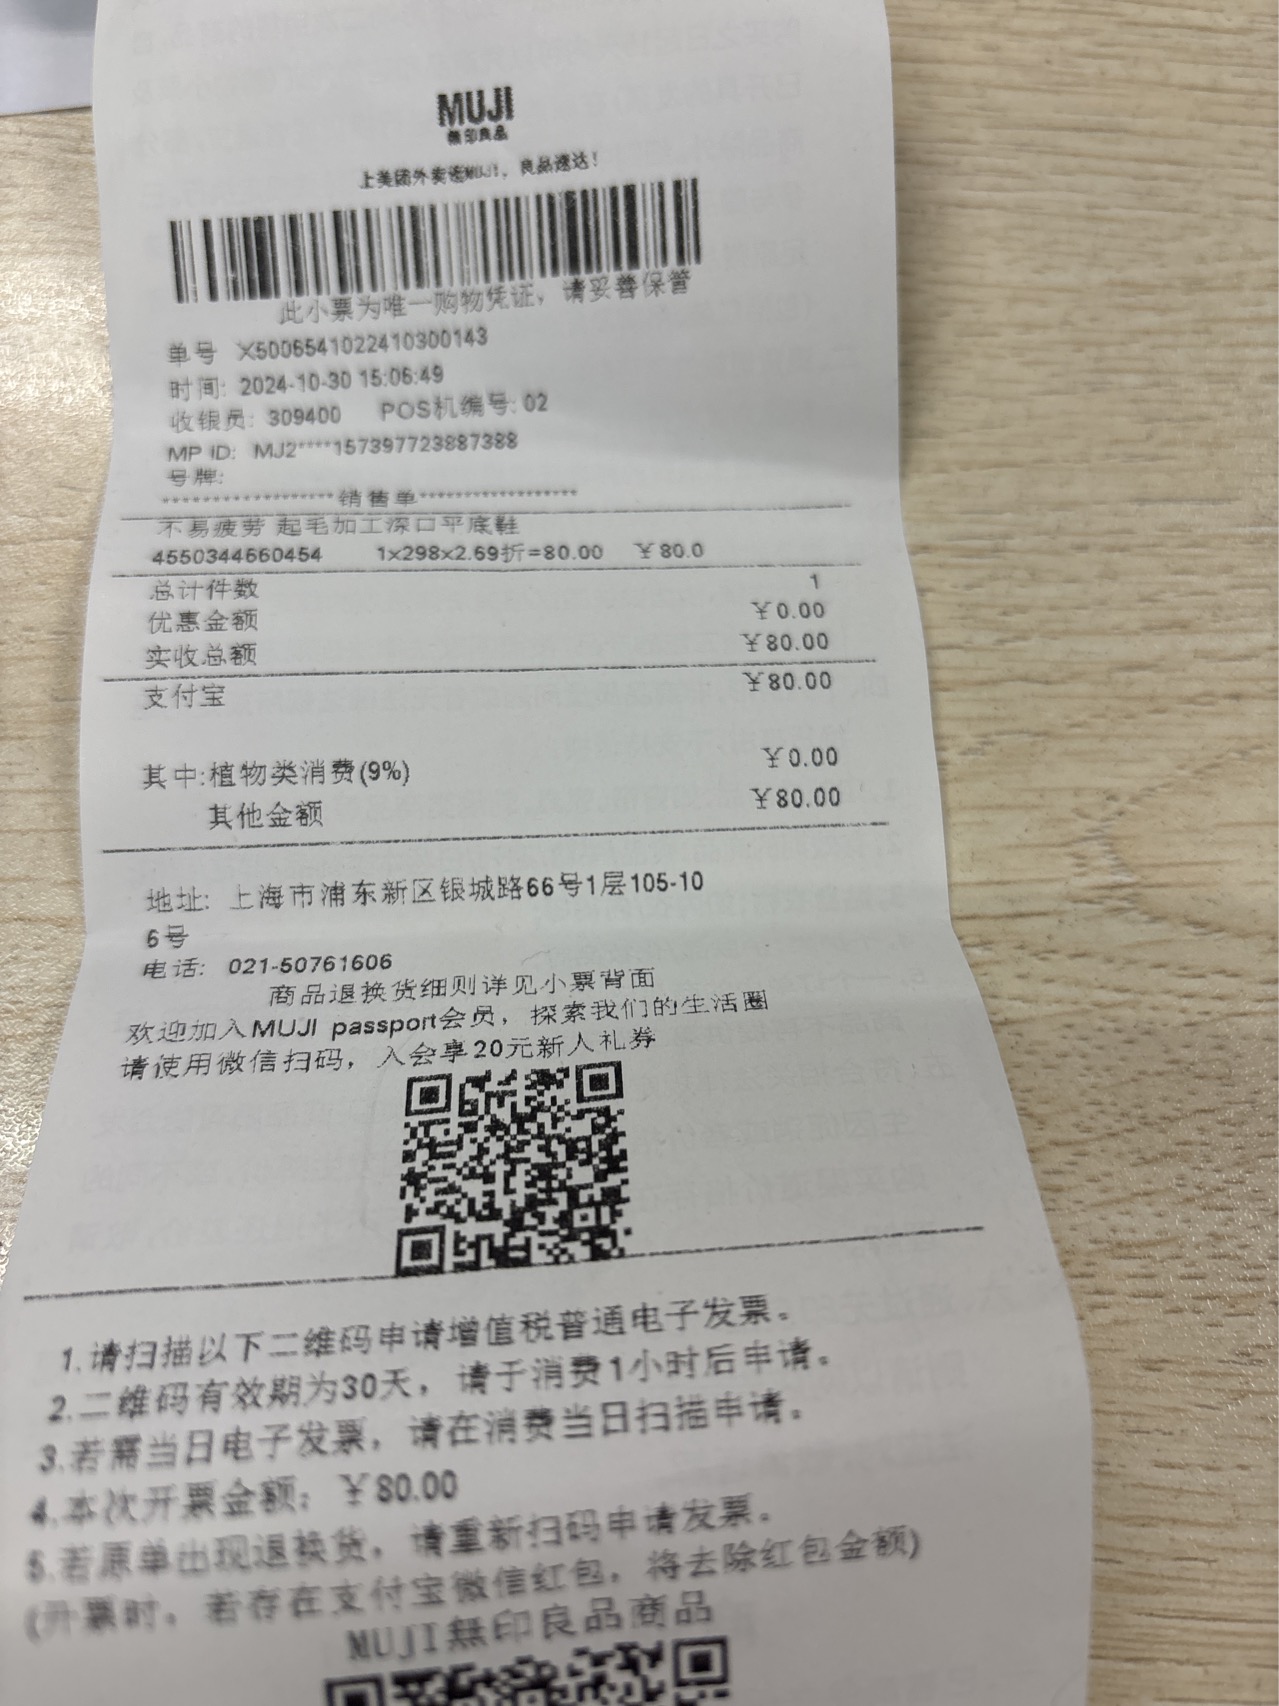 MUJI
無印良品
上美团外卖逛MUJI，良品速达！
此小票为唯一购物凭证，请妥善保管
单号 X5006541022410300143
时间: 2024-10-30 15:06:49
收银员: 309400 POS机编号: 02
MP ID: MJ2****157397723887388
号牌:
******************销售单******************
不易疲劳 起毛加工深口平底鞋
4550344660454 1x298x2.69折=80.00 ￥80.0
总计件数 1
优惠金额 ￥0.00
实收总额 ￥80.00
支付宝 ￥80.00
其中:植物类消费(9%) ￥0.00
其他金额 ￥80.00
地址: 上海市浦东新区银城路66号1层105-10
6号
电话: 021-50761606
商品退换货细则详见小票背面
欢迎加入MUJI passport会员，探索我们的生活圈
请使用微信扫码，入会享20元新人礼券
1.请扫描以下二维码申请增值税普通电子发票。
2.二维码有效期为30天，请于消费1小时后申请。
3.若需当日电子发票，请在消费当日扫描申请。
4.本次开票金额：￥80.00
5.若原单出现退换货，请重新扫码申请发票。
(开票时，若存在支付宝微信红包，将去除红包金额)
MUJI無印良品商品